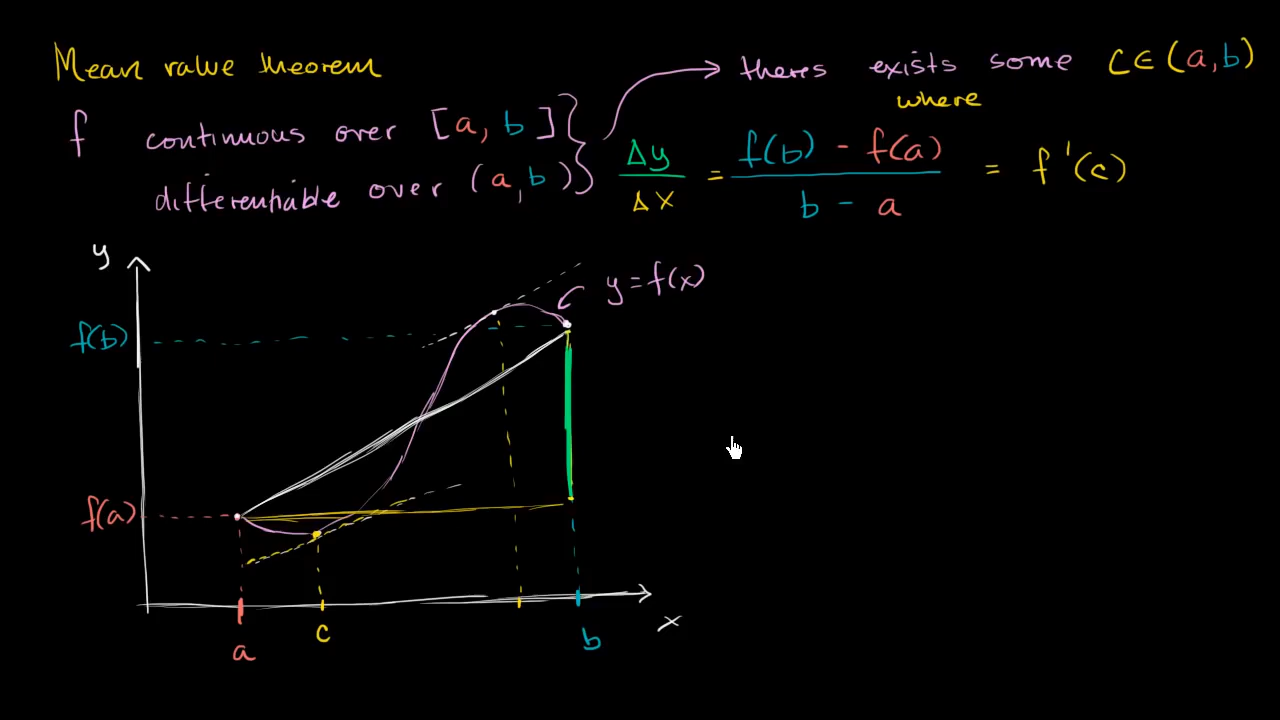 Mean value theorem
f continuous over [a, b]
differentiable over (a, b)
theres exists some c ∈ (a, b)
where
Δy/Δx = (f(b) - f(a))/(b - a) = f'(c)
y
y = f(x)
f(b)
f(a)
a
c
b
x